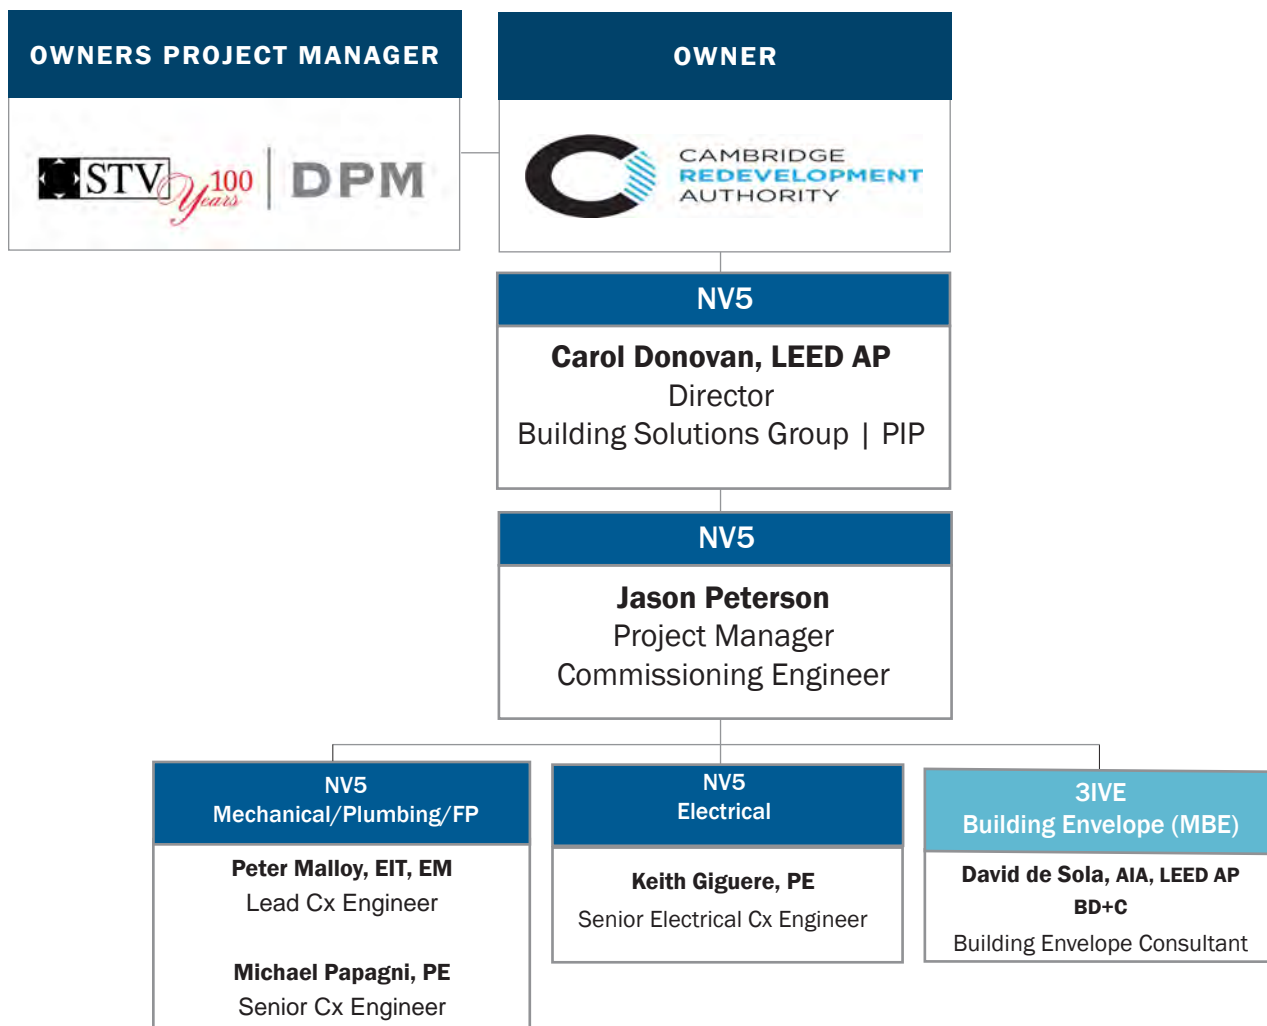 OWNERS PROJECT MANAGER
STV 100 Years DPM
OWNER
CAMBRIDGE
REDEVELOPMENT
AUTHORITY
NV5
Carol Donovan, LEED AP
Director
Building Solutions Group | PIP
NV5
Jason Peterson
Project Manager
Commissioning Engineer
NV5
Mechanical/Plumbing/FP
Peter Malloy, EIT, EM
Lead Cx Engineer
Michael Papagni, PE
Senior Cx Engineer
NV5
Electrical
Keith Giguere, PE
Senior Electrical Cx Engineer
3IVE
Building Envelope (MBE)
David de Sola, AIA, LEED AP
BD+C
Building Envelope Consultant